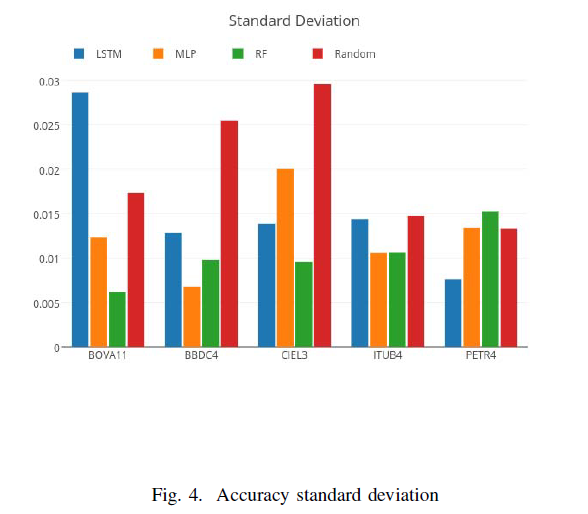 Standard Deviation
LSTM MLP RF Random
0.03
0.025
0.02
0.015
0.01
0.005
0
BOVA11 BBDC4 CIEL3 ITUB4 PETR4
Fig. 4. Accuracy standard deviation